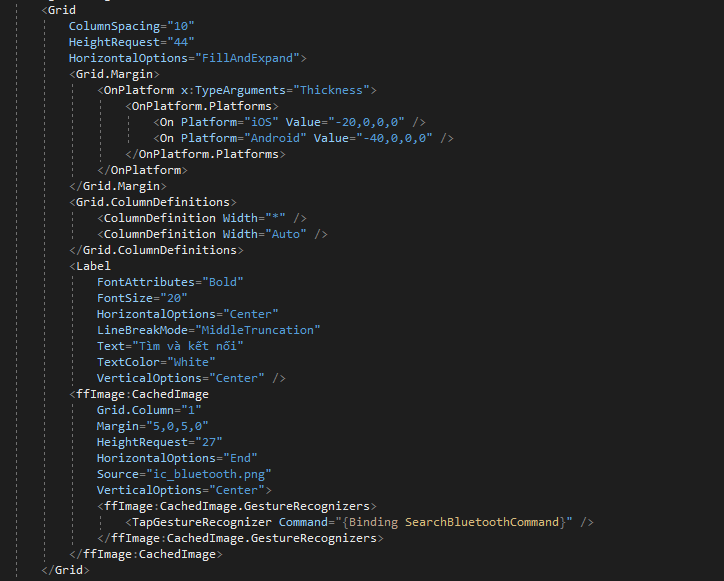 <Grid
ColumnSpacing="10"
HeightRequest="44"
HorizontalOptions="FillAndExpand">
<Grid.Margin>
<OnPlatform x:TypeArguments="Thickness">
<OnPlatform.Platforms>
<On Platform="iOS" Value="-20,0,0,0" />
<On Platform="Android" Value="-40,0,0,0" />
</OnPlatform.Platforms>
</OnPlatform>
</Grid.Margin>
<Grid.ColumnDefinitions>
<ColumnDefinition Width="*" />
<ColumnDefinition Width="Auto" />
</Grid.ColumnDefinitions>
<Label
FontAttributes="Bold"
FontSize="20"
HorizontalOptions="Center"
LineBreakMode="MiddleTruncation"
Text="Tìm và kết nối"
TextColor="White"
VerticalOptions="Center" />
<ffImage:CachedImage
Grid.Column="1"
Margin="5,0,5,0"
HeightRequest="27"
HorizontalOptions="End"
Source="ic_bluetooth.png"
VerticalOptions="Center">
<ffImage:CachedImage.GestureRecognizers>
<TapGestureRecognizer Command="{Binding SearchBluetoothCommand}" />
</ffImage:CachedImage.GestureRecognizers>
</ffImage:CachedImage>
</Grid>